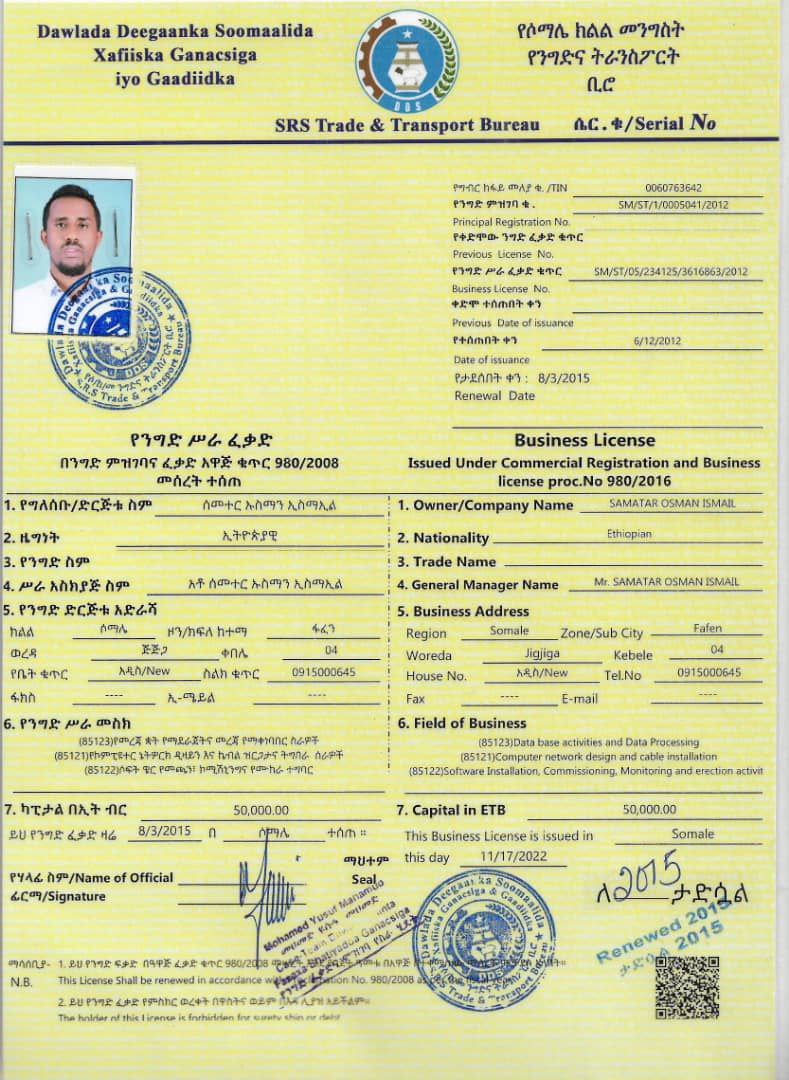 Dawlada Deegaanka Soomaalida
Xafiiska Ganacsiga
iyo Gaadiidka
የሶማሌ ክልል መንግስት
የንግድና ትራንስፖርት
ቢሮ
DDS
SRS Trade & Transport Bureau
ሴር.ቁ/Serial No
የግብር ከፋይ መለያ ቁ. /TIN 0060763642
የንግድ ምዝገባ ቁ. SM/ST/1/0005041/2012
Principal Registration No.
የቀድሞው ንግድ ፈቃድ ቁጥር
Previous License No.
የንግድ ሥራ ፈቃድ ቁጥር SM/ST/05/234125/3616863/2012
Business License No.
ቀድሞ ተሰጠበት ቀን
Previous Date of issuance
የተሰጠበት ቀን 6/12/2012
Date of issuance
የታደሰበት ቀን : 8/3/2015
Renewal Date
የንግድ ሥራ ፈቃድ
በንግድ ምዝገባና ፈቃድ አዋጅ ቁጥር 980/2008
መሰረት ተሰጠ
Business License
Issued Under Commercial Registration and Business
license proc.No 980/2016
1. የግለሰቡ/ድርጅቱ ስም ሰመተር ኡስማን ኢስማኢል
2. ዜግነት ኢትዮጵያዊ
3. የንግድ ስም
4. ሥራ አስኪያጅ ስም አቶ ሰመተር ኡስማን ኢስማኢል
5. የንግድ ድርጅቱ አድራሻ
ክልል ሶማሌ ዞን/ክፍለ ከተማ ፋፈን
ወረዳ ጅጅጋ ቀበሌ 04
የቤት ቁጥር አዲስ/New ስልክ ቁጥር 0915000645
ፋክስ ---- ኢ-ሜይል ----
6. የንግድ ሥራ መስክ
(85123)የመረጃ ቋት የማደራጀትና መረጃ የማቀነባበር ስራዎች
(85121)የኮምፒዩተር ኔትዎርክ ዲዛይን እና ኬብል ዝርጋታና ትግበራ ሰራዎች
(85122)ሶፍት ዌር የመጫን፣ ኮሚሽኒንግና የሙከራ ተግባር
7. ካፒታል በኢት ብር 50,000.00
ይህ የንግድ ፈቃድ ዛሬ 8/3/2015 በ ሶማሌ ተሰጠ ።
1. Owner/Company Name SAMATAR OSMAN ISMAIL
2. Nationality Ethiopian
3. Trade Name
4. General Manager Name Mr. SAMATAR OSMAN ISMAIL
5. Business Address
Region Somale Zone/Sub City Fafen
Woreda Jigjiga Kebele 04
House No. አዲስ/New Tel.No 0915000645
Fax ---- E-mail ----
6. Field of Business
(85123)Data base activities and Data Processing
(85121)Computer network design and cable installation
(85122)Software Installation, Commissioning, Monitoring and erection activit
7. Capital in ETB 50,000.00
This Business License is issued in Somale
this day 11/17/2022
የሃላፊ ስም/Name of Official
ፊርማ/Signature
ማህተም
Seal
Mohamed Yusuf
ለ 2015 ታድሷል
Renewed 2015
ታድሷል 2015
ማሳሰቢያ- 1. ይህ የንግድ ፍቃድ በዓዋጅ ፈቃድ ቁጥር 980/2008
N.B. This License Shall be renewed in accordance No. 980/2008
2. ይህ የንግድ ፈቃድ የምስክር ወረቀት በዋስትና ወይም በእዳ ሊያዝ አይችልም።
The holder of this License is forbidden for surety ship or debt